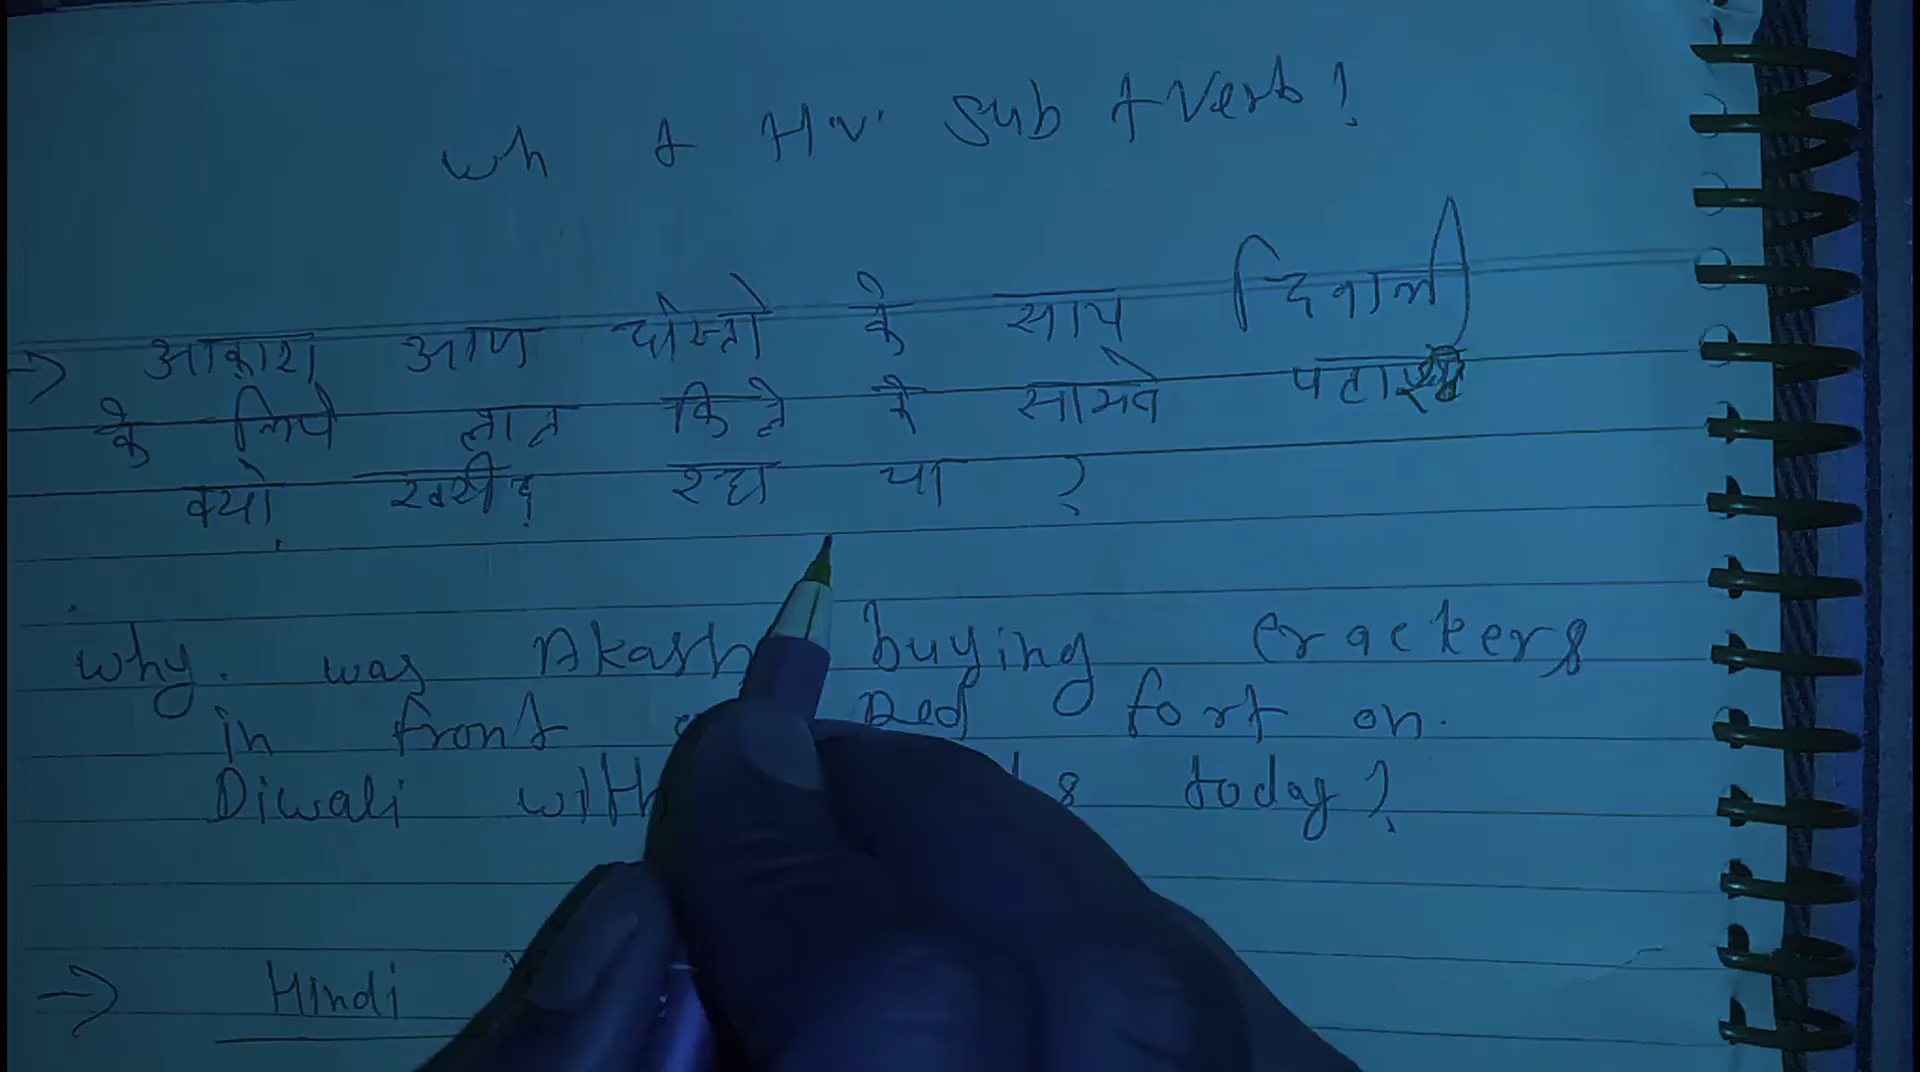 Wh + H.V. Sub + Verb?
→ आकाश आज दोस्तो के साथ दिवाली
के लिये लाल किले के सामने पटाखे
क्यो खरीद रहा था ?
Why was Akash buying crackers
in front Red fort on.
Diwali with today?
→ Hindi